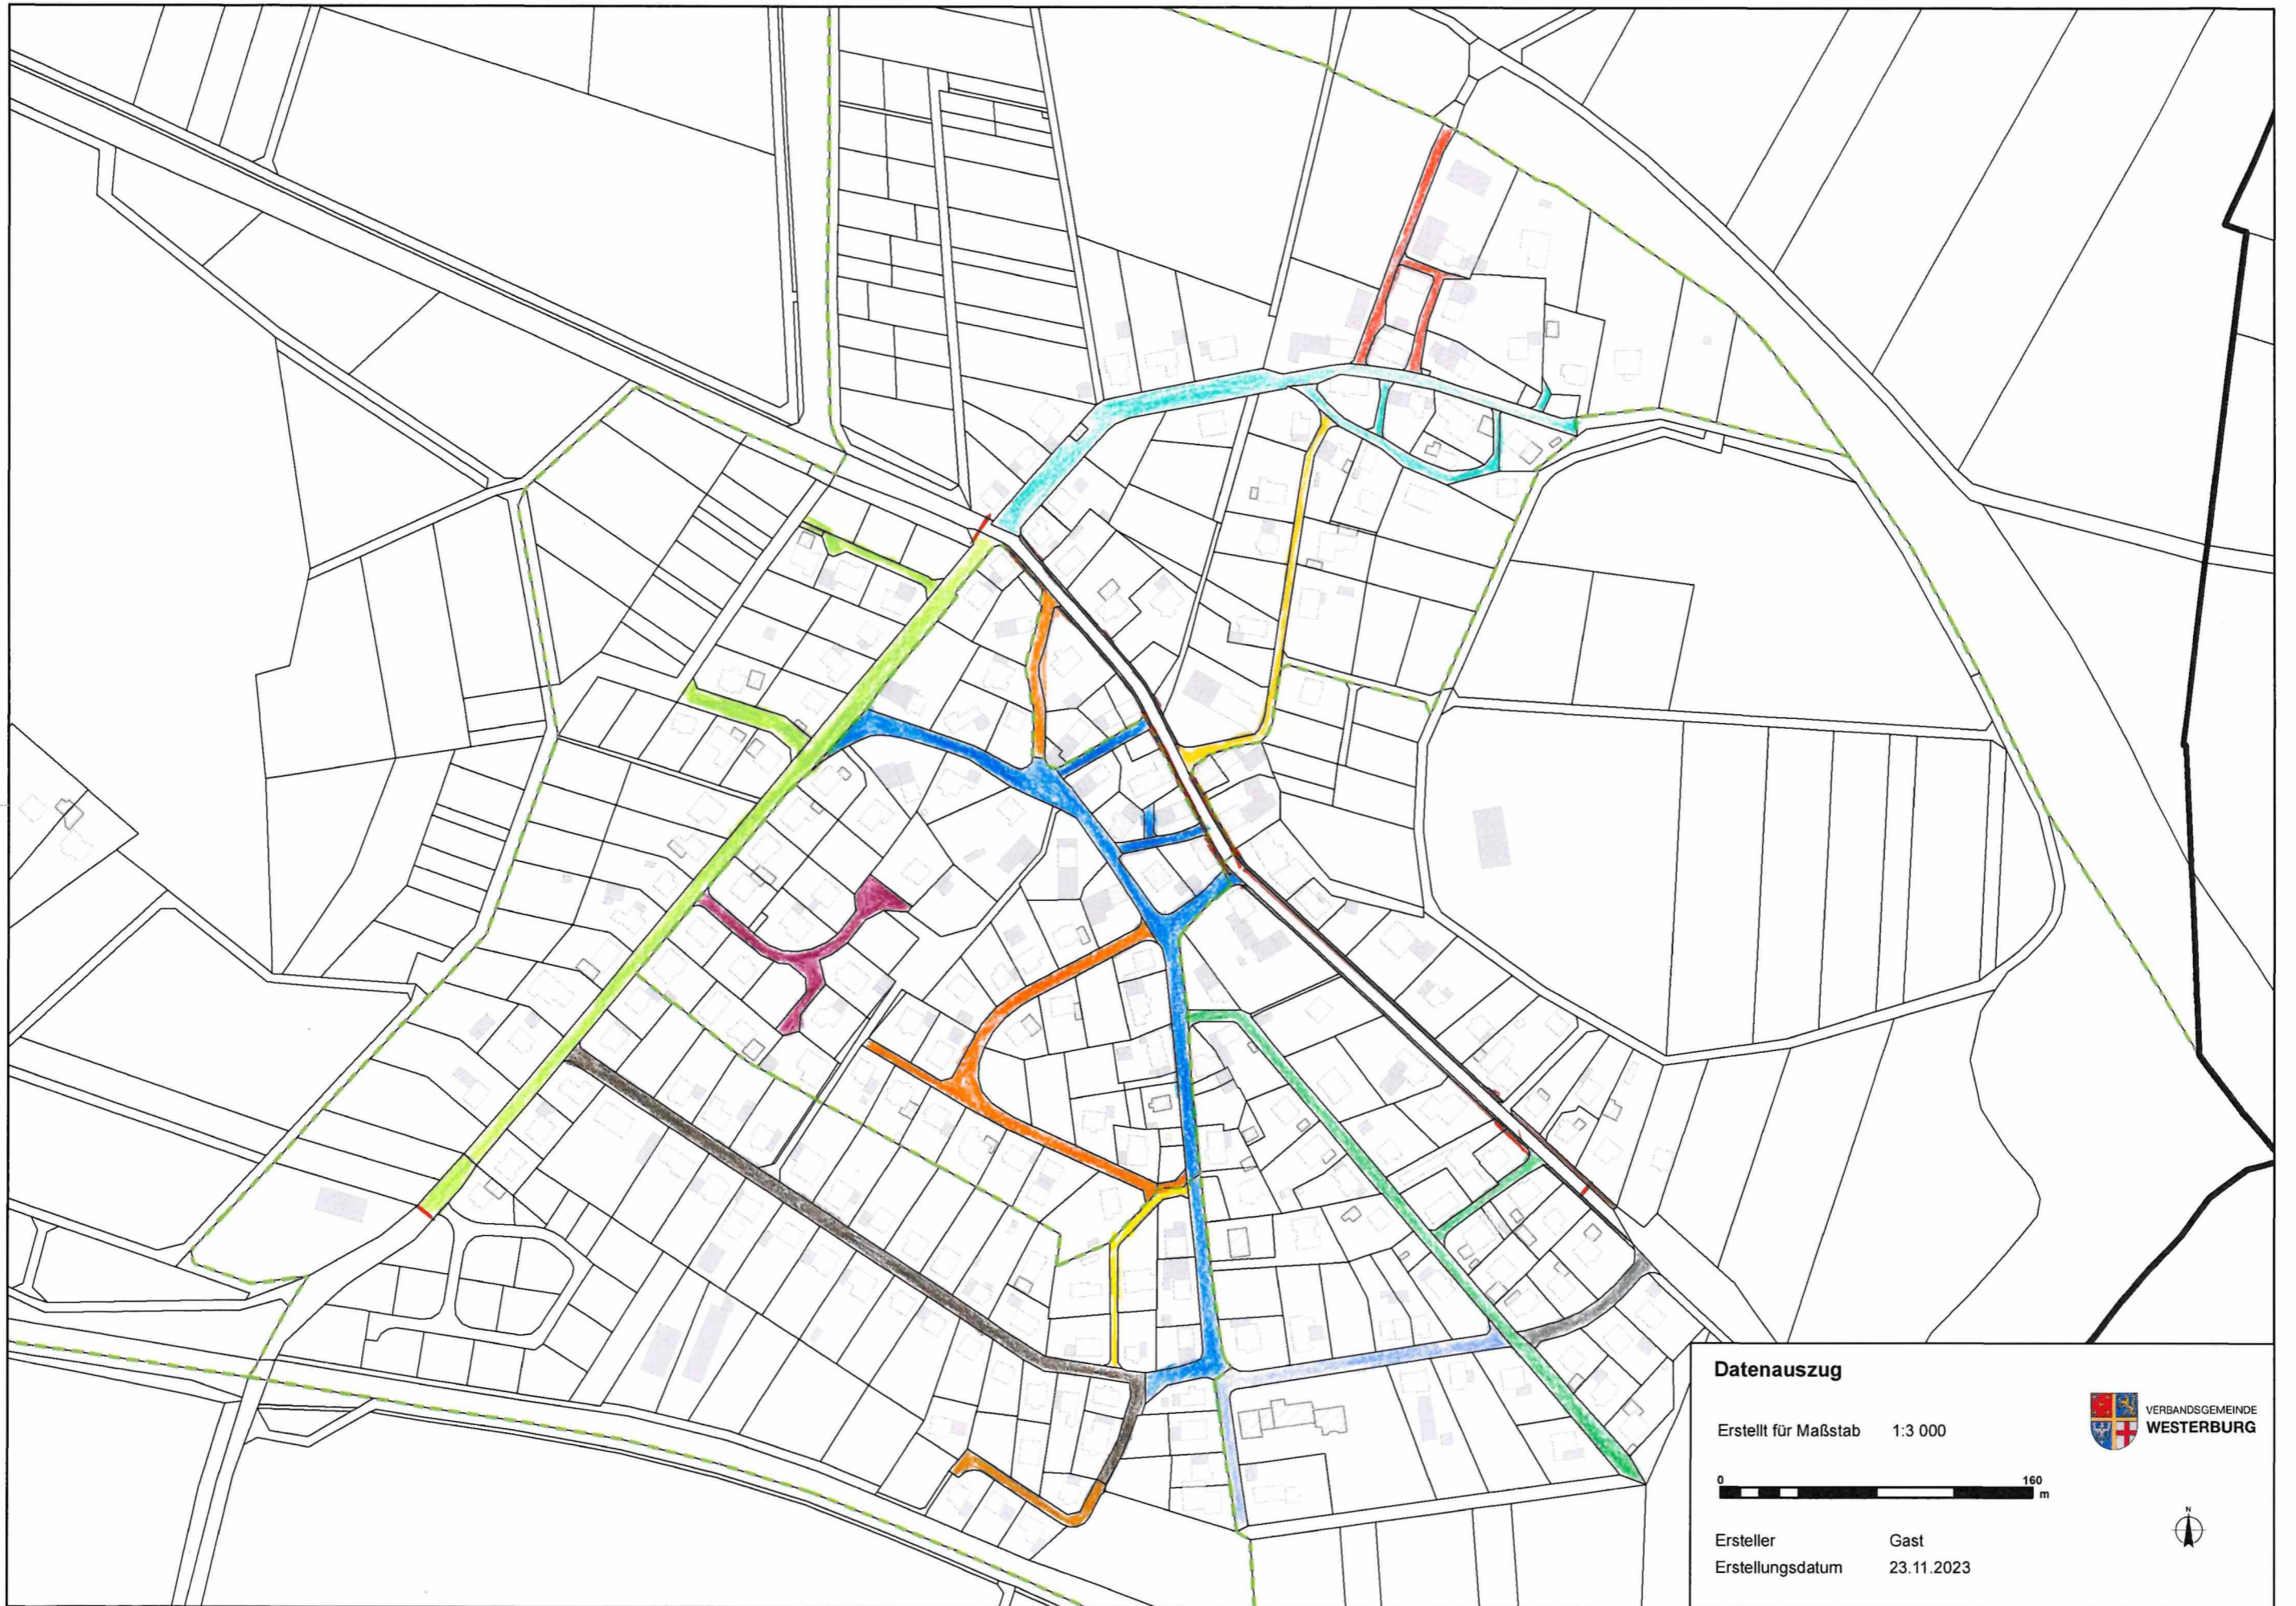 Datenauszug
VERBANDSGEMEINDE
WESTERBURG
Erstellt für Maßstab 1:3 000
0 160
m
N
Ersteller Gast
Erstellungsdatum 23.11.2023